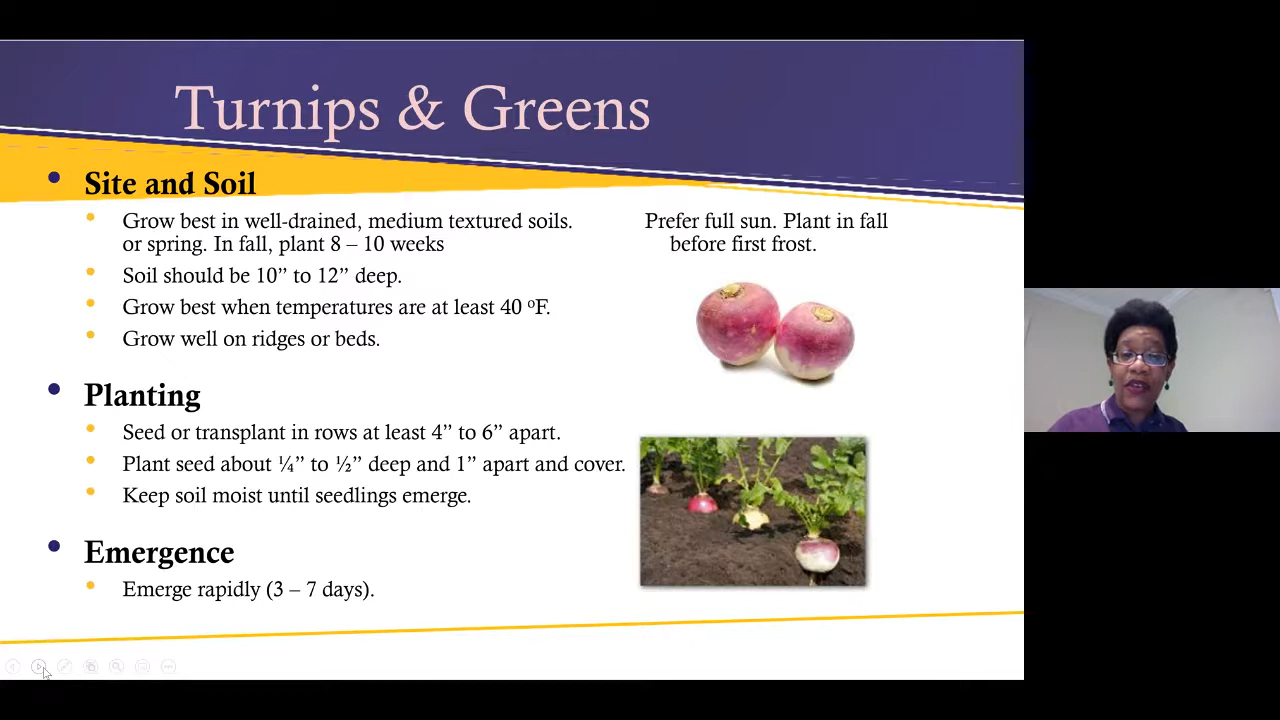 Turnips & Greens
Site and Soil
Grow best in well-drained, medium textured soils. Prefer full sun. Plant in fall
or spring. In fall, plant 8 – 10 weeks before first frost.
Soil should be 10” to 12” deep.
Grow best when temperatures are at least 40 ºF.
Grow well on ridges or beds.
Planting
Seed or transplant in rows at least 4” to 6” apart.
Plant seed about ¼” to ½” deep and 1” apart and cover.
Keep soil moist until seedlings emerge.
Emergence
Emerge rapidly (3 – 7 days).